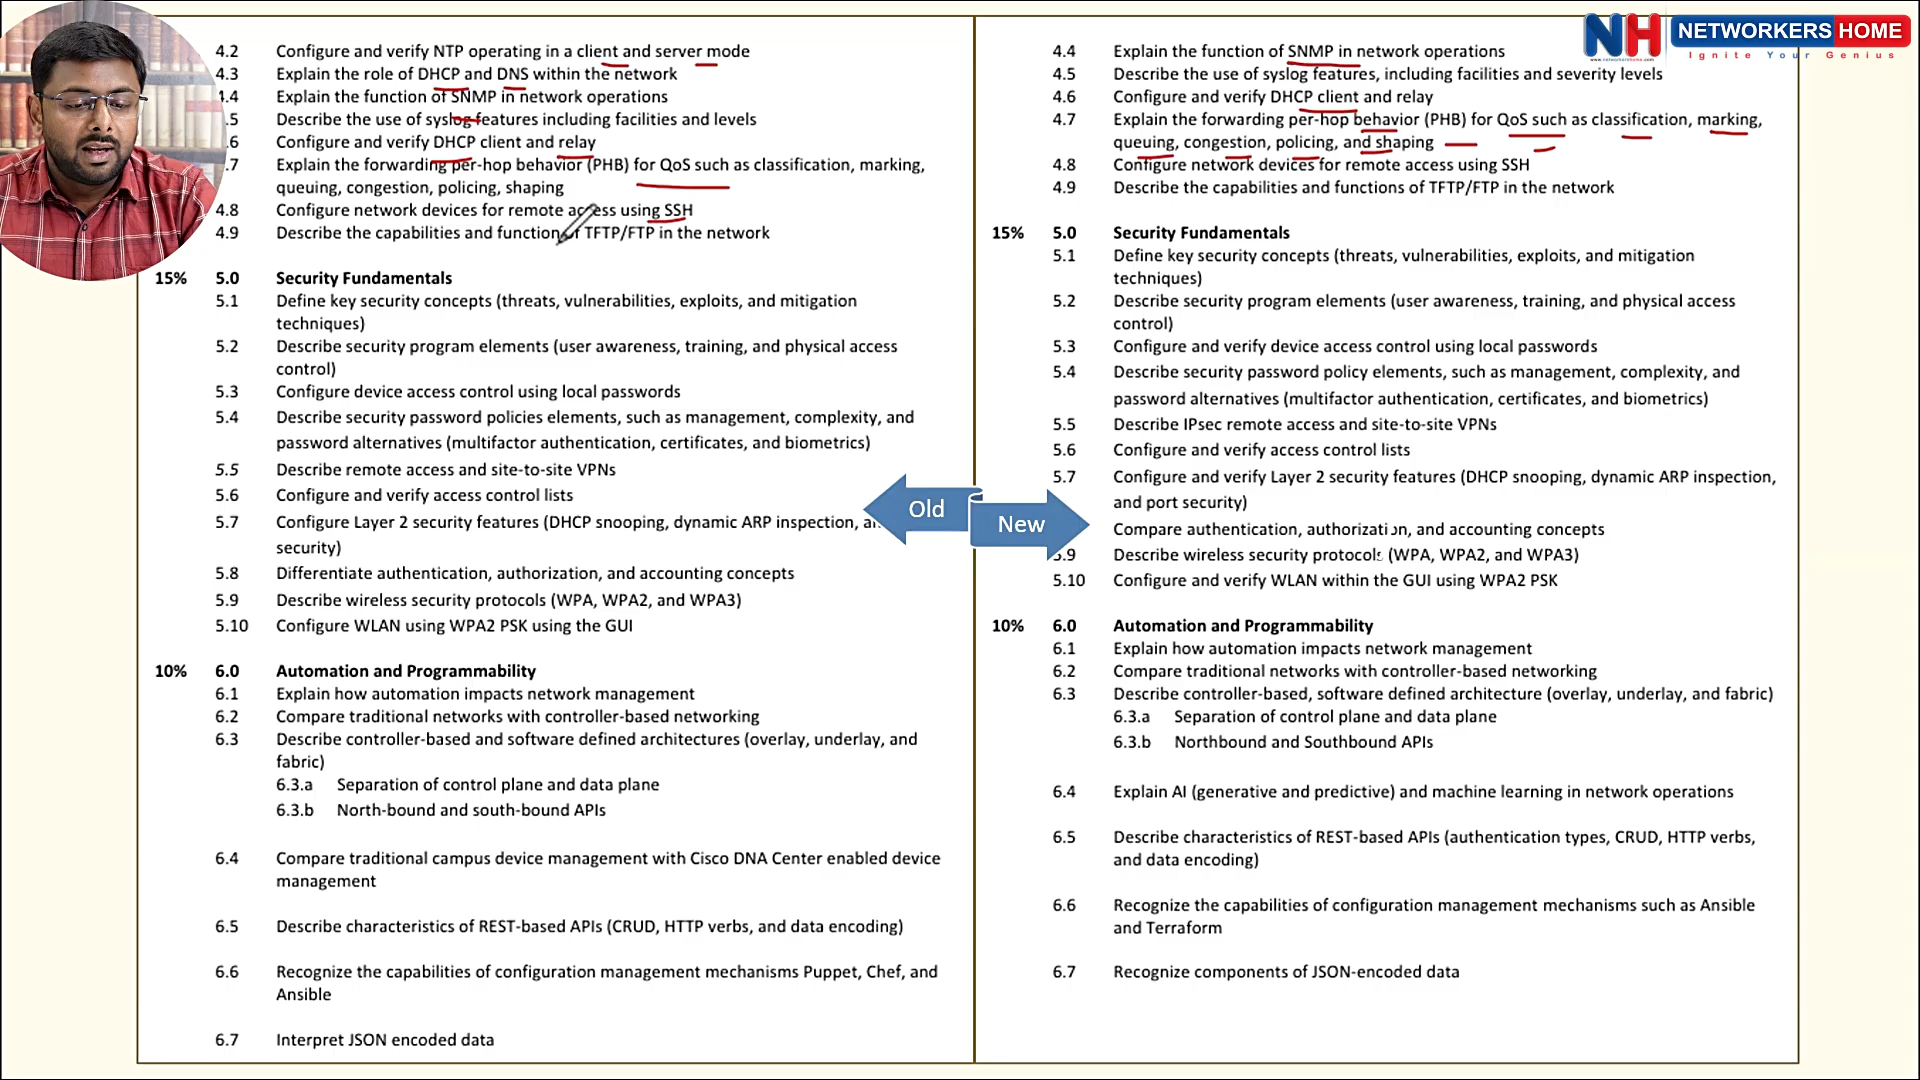 4.2 Configure and verify NTP operating in a client and server mode
4.3 Explain the role of DHCP and DNS within the network
4.4 Explain the function of SNMP in network operations
.5 Describe the use of syslog features including facilities and levels
.6 Configure and verify DHCP client and relay
.7 Explain the forwarding per-hop behavior (PHB) for QoS such as classification, marking,
queuing, congestion, policing, shaping
4.8 Configure network devices for remote access using SSH
4.9 Describe the capabilities and function of TFTP/FTP in the network
15% 5.0 Security Fundamentals
5.1 Define key security concepts (threats, vulnerabilities, exploits, and mitigation
techniques)
5.2 Describe security program elements (user awareness, training, and physical access
control)
5.3 Configure device access control using local passwords
5.4 Describe security password policies elements, such as management, complexity, and
password alternatives (multifactor authentication, certificates, and biometrics)
5.5 Describe remote access and site-to-site VPNs
5.6 Configure and verify access control lists
5.7 Configure Layer 2 security features (DHCP snooping, dynamic ARP inspection,
security)
5.8 Differentiate authentication, authorization, and accounting concepts
5.9 Describe wireless security protocols (WPA, WPA2, and WPA3)
5.10 Configure WLAN using WPA2 PSK using the GUI
10% 6.0 Automation and Programmability
6.1 Explain how automation impacts network management
6.2 Compare traditional networks with controller-based networking
6.3 Describe controller-based and software defined architectures (overlay, underlay, and
fabric)
6.3.a Separation of control plane and data plane
6.3.b North-bound and south-bound APIs
6.4 Compare traditional campus device management with Cisco DNA Center enabled device
management
6.5 Describe characteristics of REST-based APIs (CRUD, HTTP verbs, and data encoding)
6.6 Recognize the capabilities of configuration management mechanisms Puppet, Chef, and
Ansible
6.7 Interpret JSON encoded data
Old
New
4.4 Explain the function of SNMP in network operations
4.5 Describe the use of syslog features, including facilities and severity levels
4.6 Configure and verify DHCP client and relay
4.7 Explain the forwarding per-hop behavior (PHB) for QoS such as classification, marking,
queuing, congestion, policing, and shaping
4.8 Configure network devices for remote access using SSH
4.9 Describe the capabilities and functions of TFTP/FTP in the network
15% 5.0 Security Fundamentals
5.1 Define key security concepts (threats, vulnerabilities, exploits, and mitigation
techniques)
5.2 Describe security program elements (user awareness, training, and physical access
control)
5.3 Configure and verify device access control using local passwords
5.4 Describe security password policy elements, such as management, complexity, and
password alternatives (multifactor authentication, certificates, and biometrics)
5.5 Describe IPsec remote access and site-to-site VPNs
5.6 Configure and verify access control lists
5.7 Configure and verify Layer 2 security features (DHCP snooping, dynamic ARP inspection,
and port security)
Compare authentication, authorization, and accounting concepts
5.9 Describe wireless security protocols (WPA, WPA2, and WPA3)
5.10 Configure and verify WLAN within the GUI using WPA2 PSK
10% 6.0 Automation and Programmability
6.1 Explain how automation impacts network management
6.2 Compare traditional networks with controller-based networking
6.3 Describe controller-based, software defined architecture (overlay, underlay, and fabric)
6.3.a Separation of control plane and data plane
6.3.b Northbound and Southbound APIs
6.4 Explain AI (generative and predictive) and machine learning in network operations
6.5 Describe characteristics of REST-based APIs (authentication types, CRUD, HTTP verbs,
and data encoding)
6.6 Recognize the capabilities of configuration management mechanisms such as Ansible
and Terraform
6.7 Recognize components of JSON-encoded data
NH NETWORKERS HOME
www.networkershome.com Ignite Your Genius